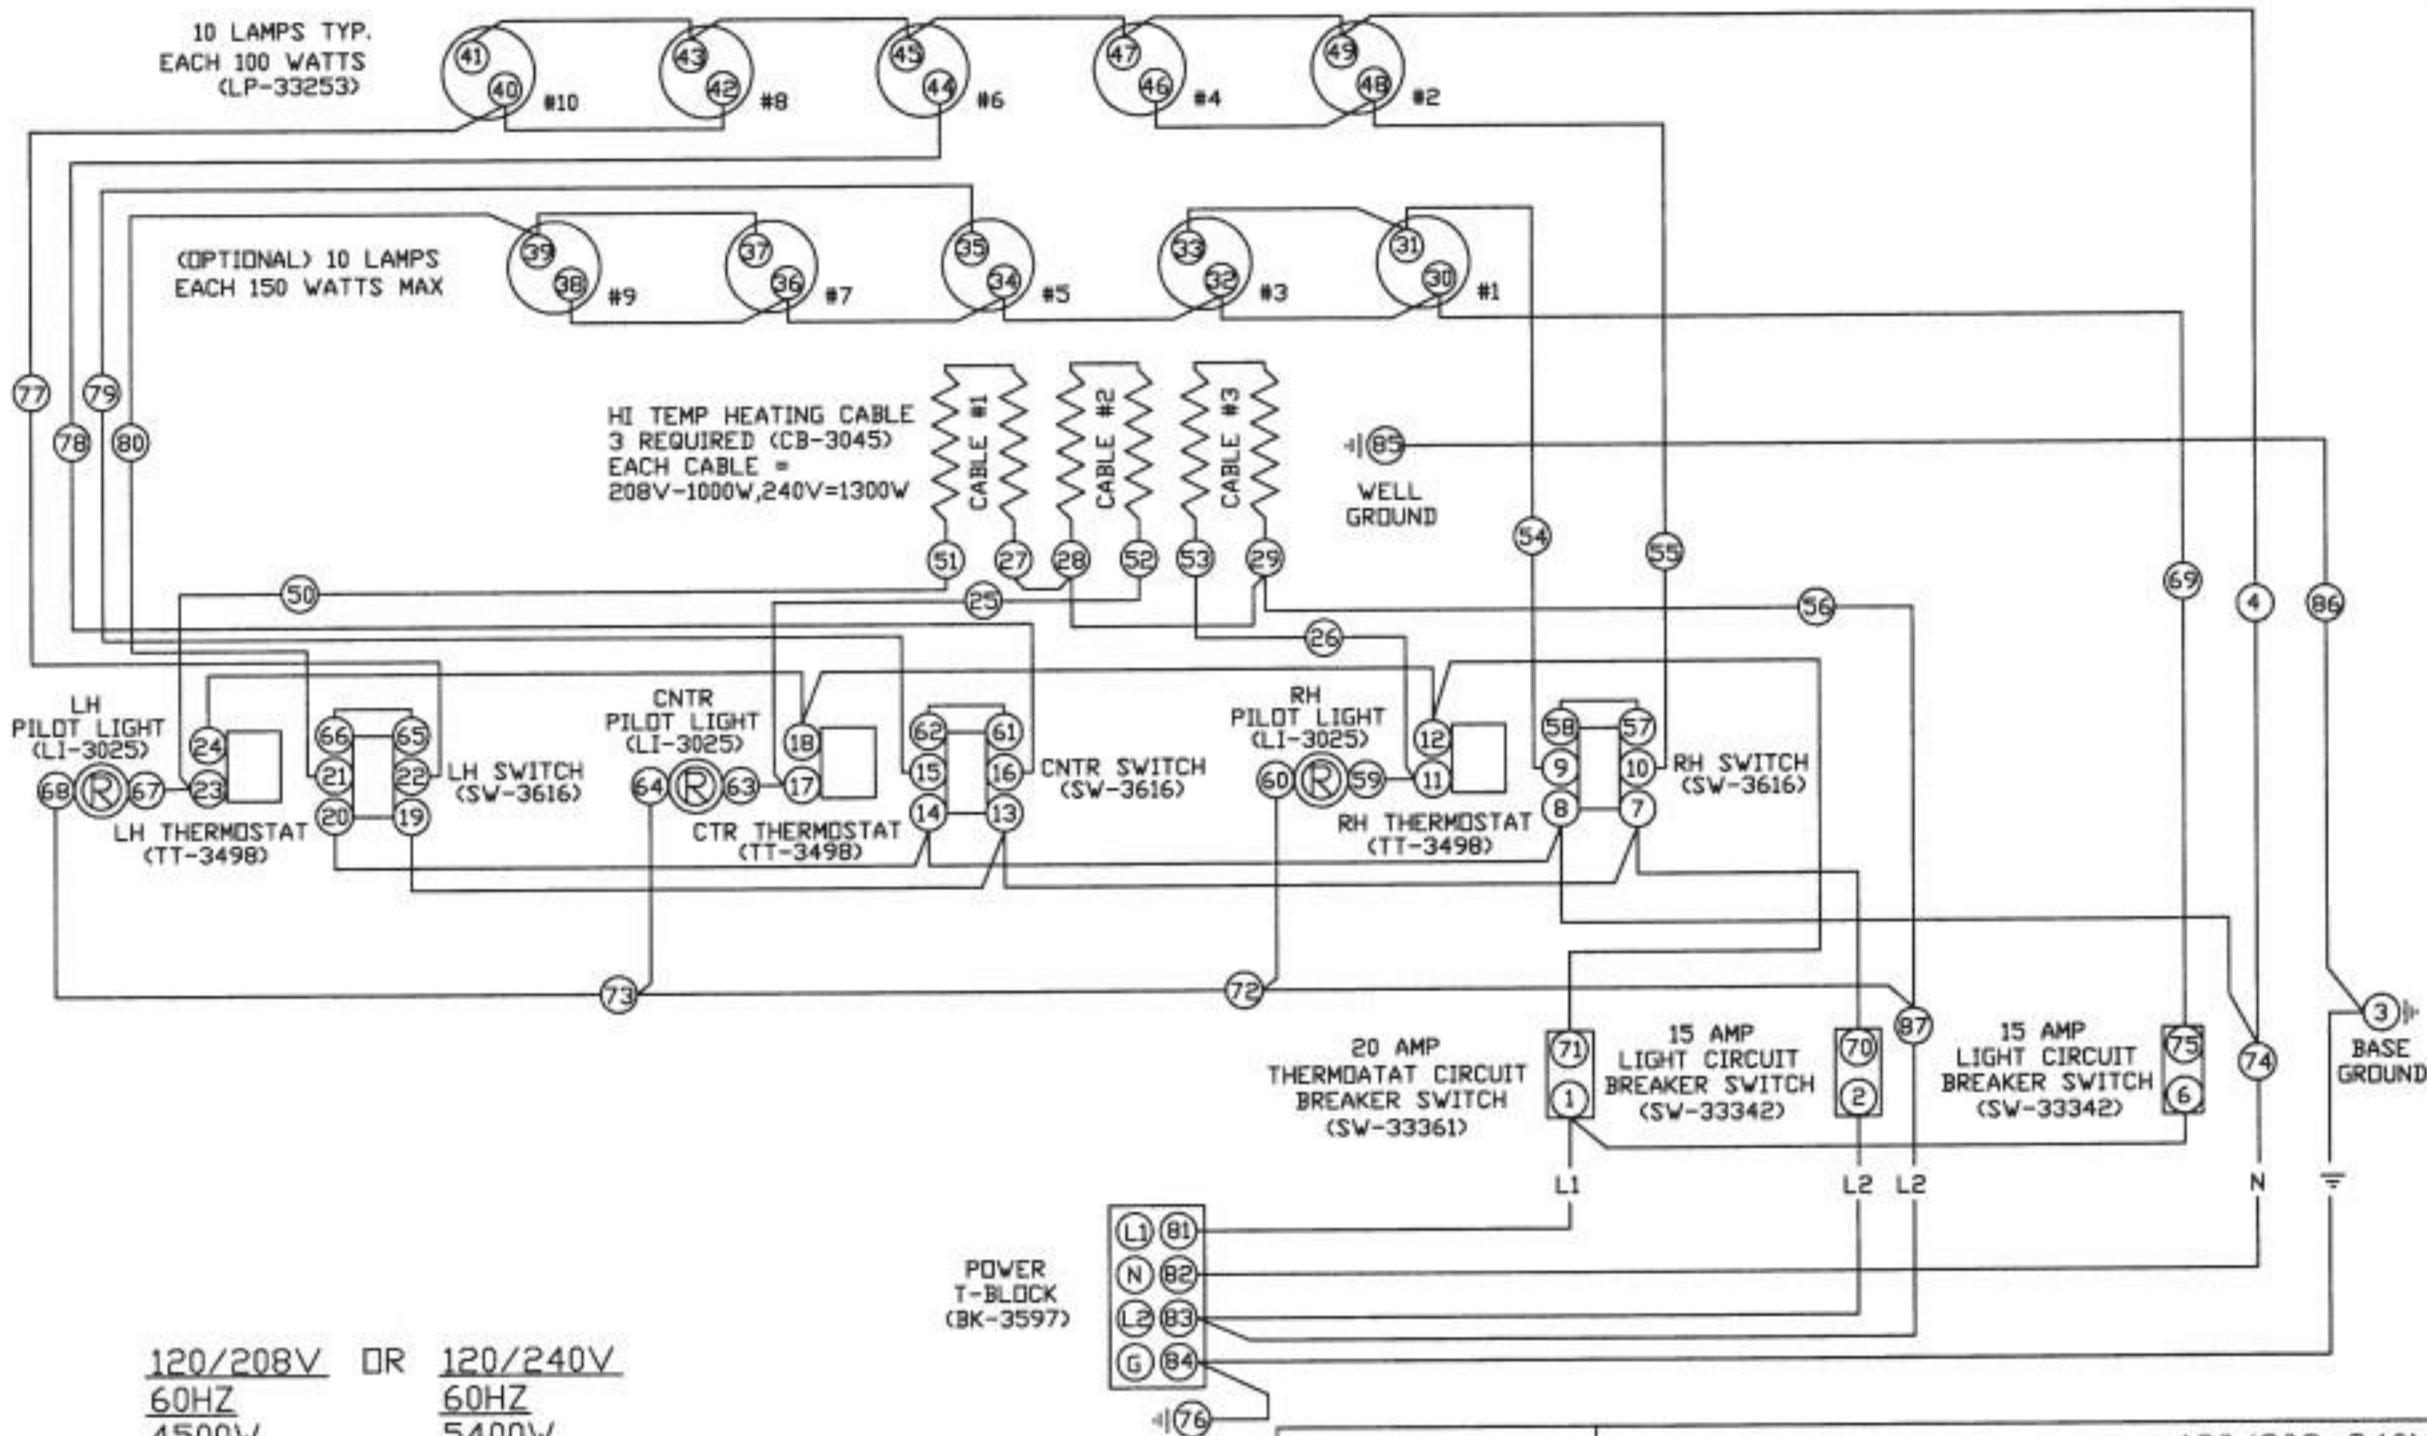 10 LAMPS TYP.
EACH 100 WATTS
(LP-33253)
41 40 #10
43 42 #8
45 44 #6
47 46 #4
49 48 #2
(OPTIONAL) 10 LAMPS
EACH 150 WATTS MAX
39 38 #9
37 36 #7
35 34 #5
33 32 #3
31 30 #1
77 79
78 80
HI TEMP HEATING CABLE
3 REQUIRED (CB-3045)
EACH CABLE =
208V-1000W,240V=1300W
CABLE #1
CABLE #2
CABLE #3
85
WELL
GROUND
51 27 28 52 53 29
54 55
69 4 86
50 25 56
26
LH
PILOT LIGHT
(LI-3025)
68 R 67
24
23
LH THERMOSTAT
(TT-3498)
66 65
21 22
20 19
LH SWITCH
(SW-3616)
CNTR
PILOT LIGHT
(LI-3025)
64 R 63
18
17
CTR THERMOSTAT
(TT-3498)
62 61
15 16
14 13
CNTR SWITCH
(SW-3616)
RH
PILOT LIGHT
(LI-3025)
60 R 59
12
11
RH THERMOSTAT
(TT-3498)
58 57
9 10
8 7
RH SWITCH
(SW-3616)
73 72
20 AMP
THERMOATAT CIRCUIT
BREAKER SWITCH
(SW-33361)
71
1
15 AMP
LIGHT CIRCUIT
BREAKER SWITCH
(SW-33342)
70
2
87
15 AMP
LIGHT CIRCUIT
BREAKER SWITCH
(SW-33342)
75
6
74
3
BASE
GROUND
L1 L2 L2 N
POWER
T-BLOCK
(BK-3597)
L1 81
N 82
L2 83
G 84
76
120/208V OR 120/240V
60HZ 60HZ
4500W 5400W